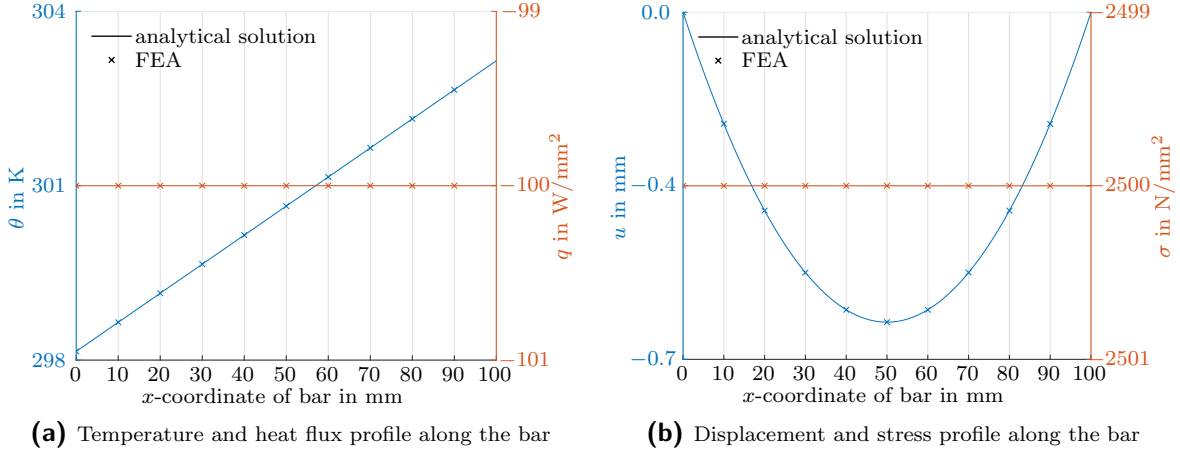 304
301
298
θ in K
−99
−100
−101
q in W/mm²
analytical solution
FEA
0 10 20 30 40 50 60 70 80 90 100
x-coordinate of bar in mm
(a) Temperature and heat flux profile along the bar
0.0
−0.4
−0.7
u in mm
−2499
−2500
−2501
σ in N/mm²
analytical solution
FEA
0 10 20 30 40 50 60 70 80 90 100
x-coordinate of bar in mm
(b) Displacement and stress profile along the bar